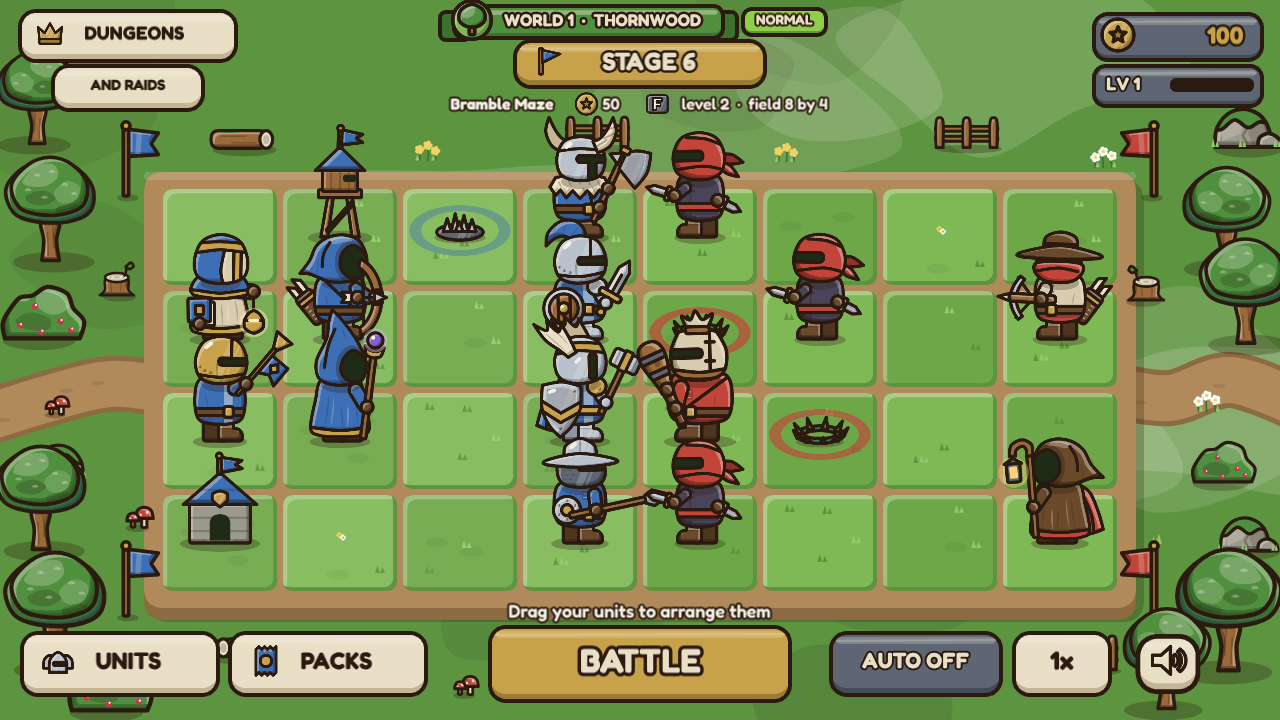 DUNGEONS
AND RAIDS
WORLD 1 · THORNWOOD
NORMAL
STAGE 6
Bramble Maze 50 F level 2 · field 8 by 4
100
LV 1
Drag your units to arrange them
UNITS
PACKS
BATTLE
AUTO OFF
1x